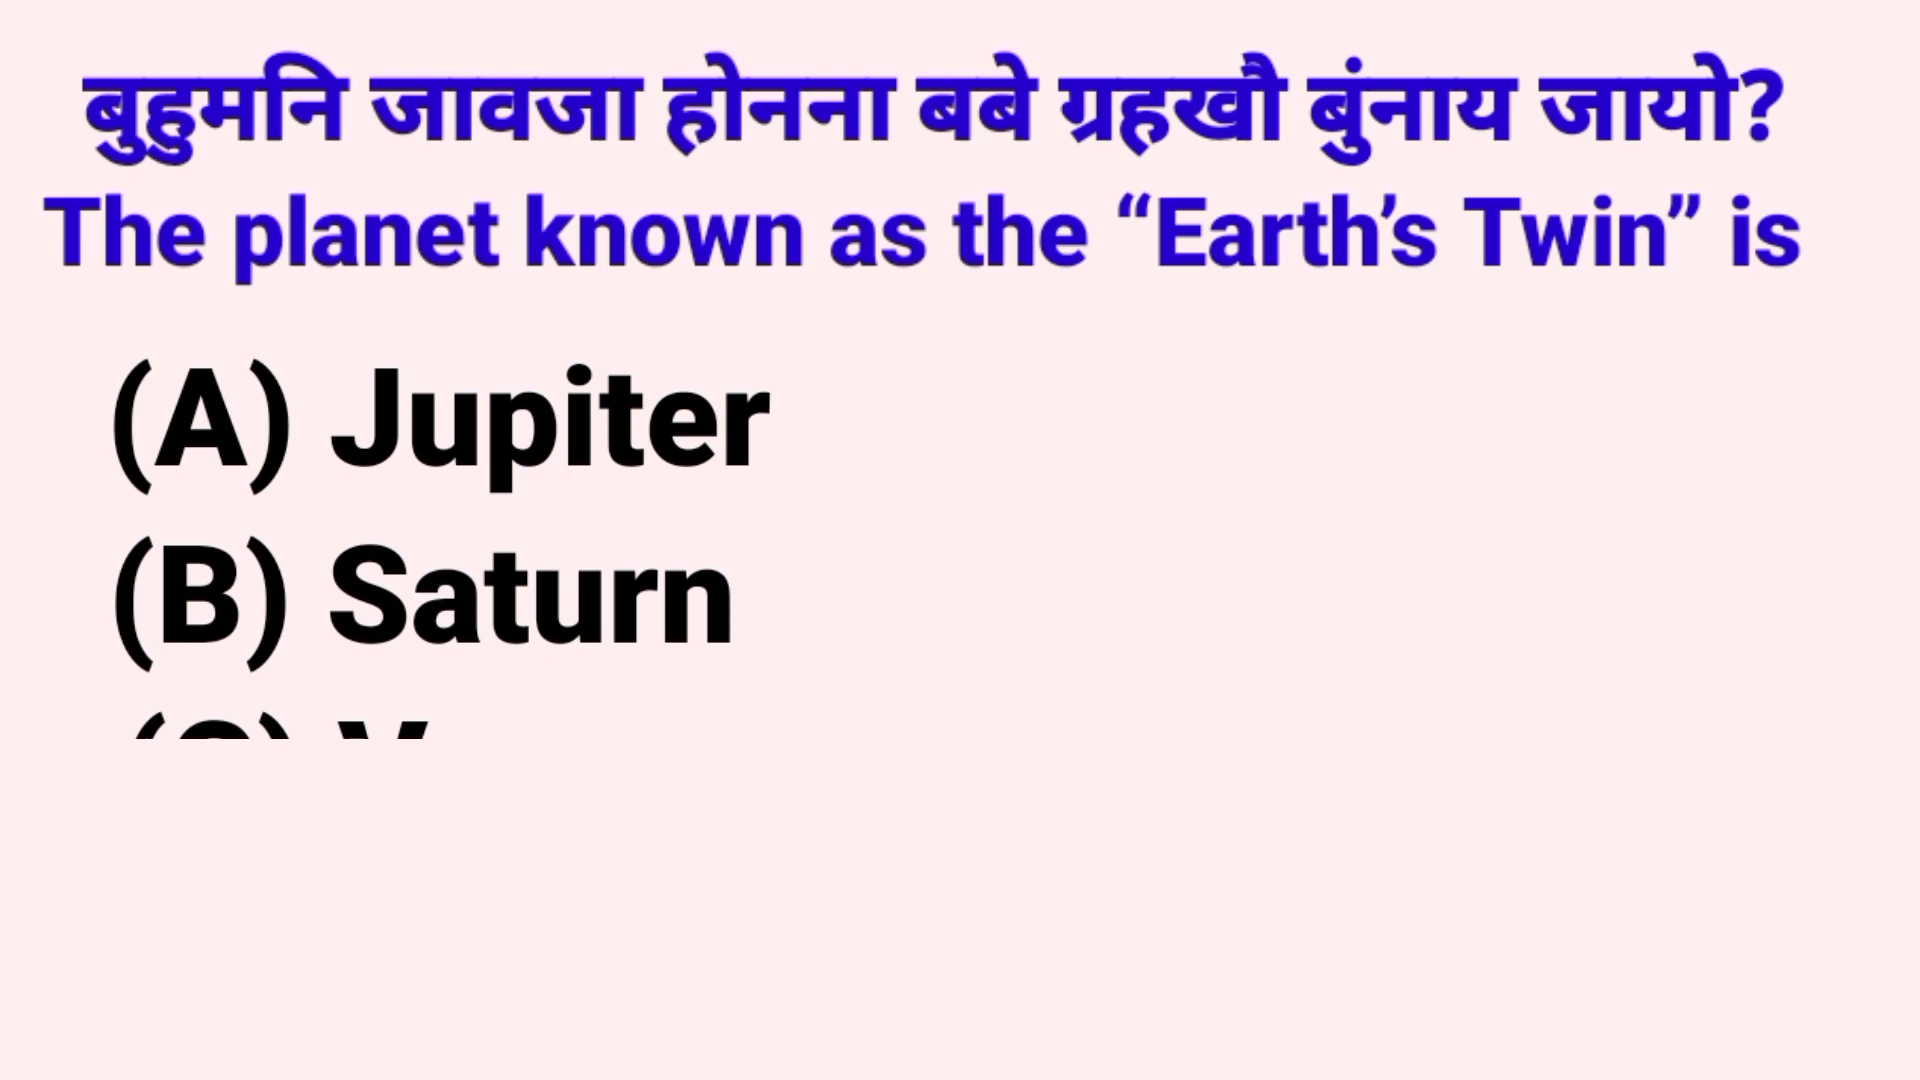 बुहुमनि जावजा होनना बबे ग्रहखौ बुंनाय जायो?
The planet known as the “Earth’s Twin” is
(A) Jupiter
(B) Saturn